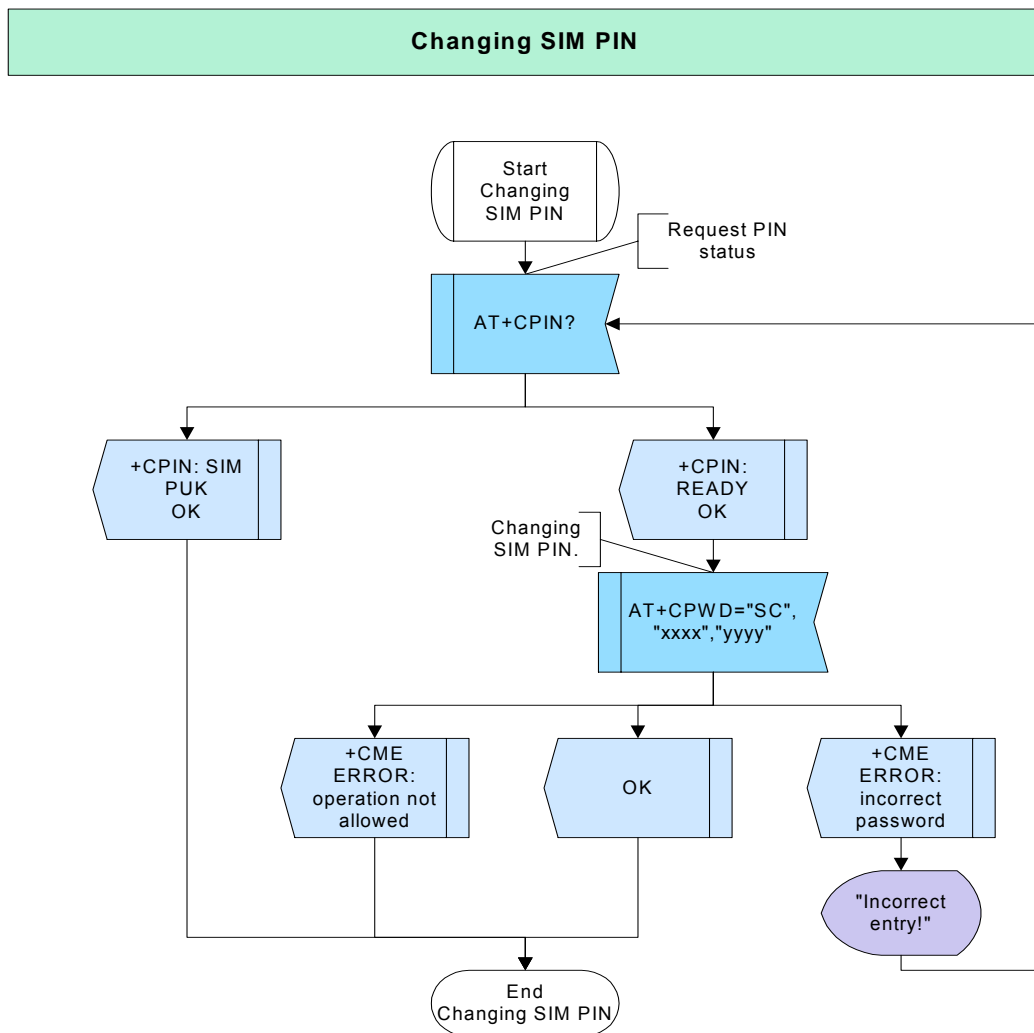 Changing SIM PIN
Start
Changing
SIM PIN
Request PIN
status
AT+CPIN?
+CPIN: SIM
PUK
OK
+CPIN:
READY
OK
Changing
SIM PIN.
AT+CPWD="SC",
"xxxx","yyyy"
+CME
ERROR:
operation not
allowed
OK
+CME
ERROR:
incorrect
password
"Incorrect
entry!"
End
Changing SIM PIN